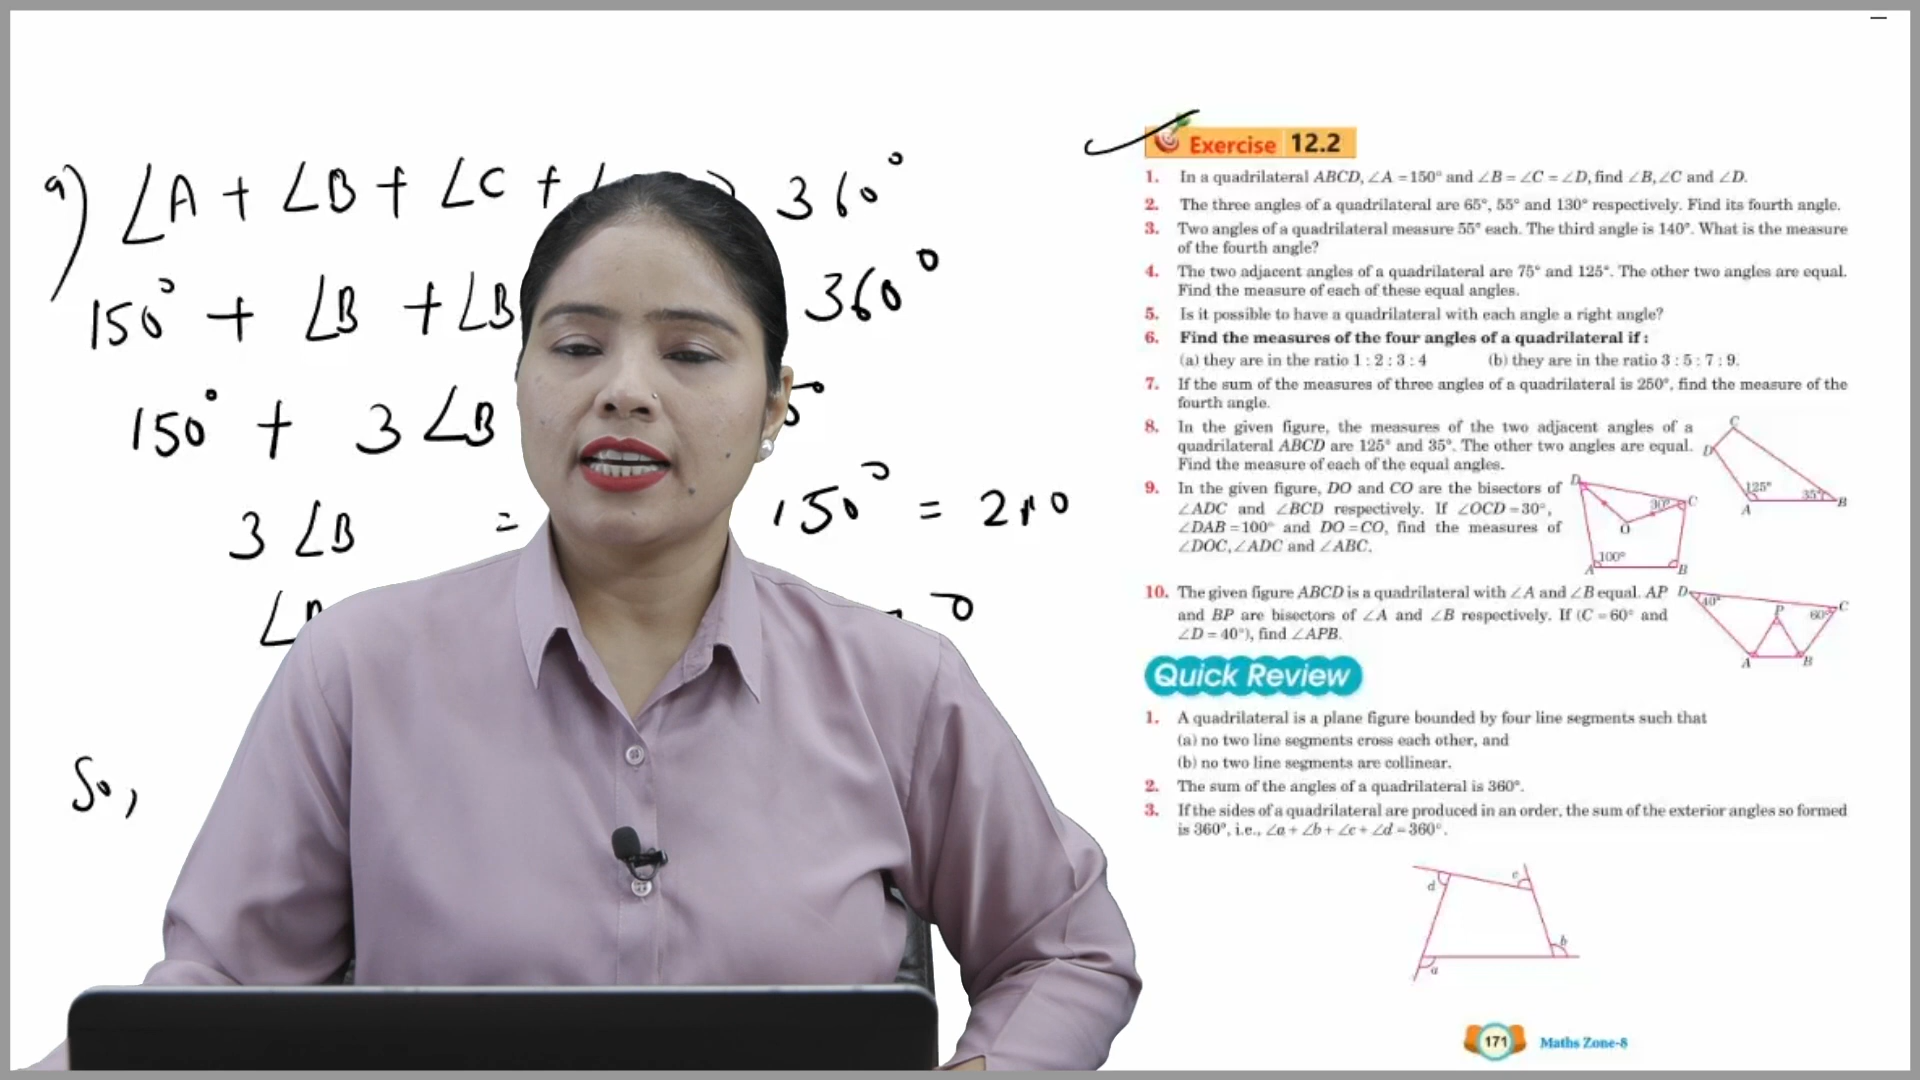 a) ∠A + ∠B + ∠C + 360°
150° + ∠B + ∠B 360°
150° + 3 ∠B
3 ∠B = 150° = 210
So,
Exercise 12.2
1. In a quadrilateral ABCD, ∠A = 150° and ∠B = ∠C = ∠D, find ∠B, ∠C and ∠D.
2. The three angles of a quadrilateral are 65°, 55° and 130° respectively. Find its fourth angle.
3. Two angles of a quadrilateral measure 55° each. The third angle is 140°. What is the measure
of the fourth angle?
4. The two adjacent angles of a quadrilateral are 75° and 125°. The other two angles are equal.
Find the measure of each of these equal angles.
5. Is it possible to have a quadrilateral with each angle a right angle?
6. Find the measures of the four angles of a quadrilateral if :
(a) they are in the ratio 1 : 2 : 3 : 4 (b) they are in the ratio 3 : 5 : 7 : 9.
7. If the sum of the measures of three angles of a quadrilateral is 250°, find the measure of the
fourth angle.
8. In the given figure, the measures of the two adjacent angles of a
quadrilateral ABCD are 125° and 35°. The other two angles are equal.
Find the measure of each of the equal angles.
C
D
125°
35°
A
B
9. In the given figure, DO and CO are the bisectors of
∠ADC and ∠BCD respectively. If ∠OCD = 30°,
∠DAB = 100° and DO = CO, find the measures of
∠DOC, ∠ADC and ∠ABC.
D
30°
C
O
100°
A
B
10. The given figure ABCD is a quadrilateral with ∠A and ∠B equal. AP
and BP are bisectors of ∠A and ∠B respectively. If (C = 60° and
∠D = 40°), find ∠APB.
D
40°
P
60°
C
A
B
Quick Review
1. A quadrilateral is a plane figure bounded by four line segments such that
(a) no two line segments cross each other, and
(b) no two line segments are collinear.
2. The sum of the angles of a quadrilateral is 360°.
3. If the sides of a quadrilateral are produced in an order, the sum of the exterior angles so formed
is 360°, i.e., ∠a + ∠b + ∠c + ∠d = 360°.
d
c
b
a
171 Maths Zone-8